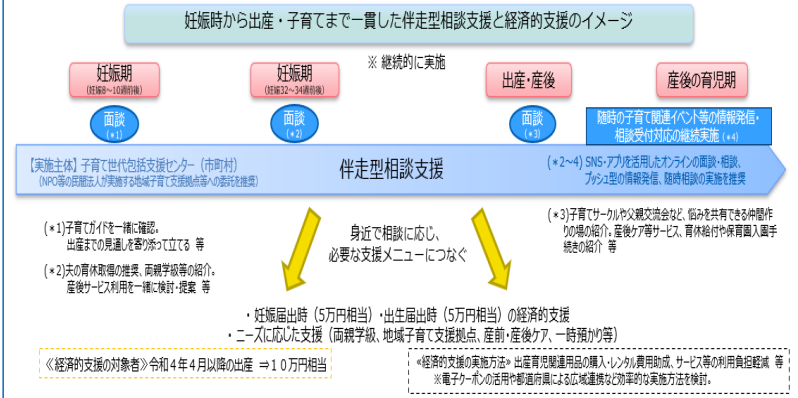 妊娠時から出産・子育てまで一貫した伴走型相談支援と経済的支援のイメージ
※ 継続的に実施
妊娠期
(妊娠8～10週前後)
妊娠期
(妊娠32～34週前後)
出産・産後
産後の育児期
面談
(*1)
面談
(*2)
面談
(*3)
随時の子育て関連イベント等の情報発信・
相談受付対応の継続実施 (*4)
【実施主体】子育て世代包括支援センター（市町村）
（NPO等の民間法人が実施する地域子育て支援拠点等への委託を推奨）
伴走型相談支援
(*2～4) SNS・アプリを活用したオンラインの面談・相談、
プッシュ型の情報発信、随時相談の実施を推奨
(*1)子育てガイドを一緒に確認。
出産までの見通しを寄り添って立てる 等
(*2)夫の育休取得の推奨、両親学級等の紹介。
産後サービス利用を一緒に検討・提案 等
身近で相談に応じ、
必要な支援メニューにつなぐ
(*3)子育てサークルや父親交流会など、悩みを共有できる仲間作
りの場の紹介。産後ケア等サービス、育休給付や保育園入園手
続きの紹介 等
・妊娠届出時（5万円相当）・出生届出時（5万円相当）の経済的支援
・ニーズに応じた支援（両親学級、地域子育て支援拠点、産前・産後ケア、一時預かり等）
《経済的支援の対象者》令和４年４月以降の出産 ⇒１０万円相当
≪経済的支援の実施方法≫ 出産育児関連用品の購入・レンタル費用助成、サービス等の利用負担軽減 等
※電子クーポンの活用や都道府県による広域連携など効率的な実施方法を検討。